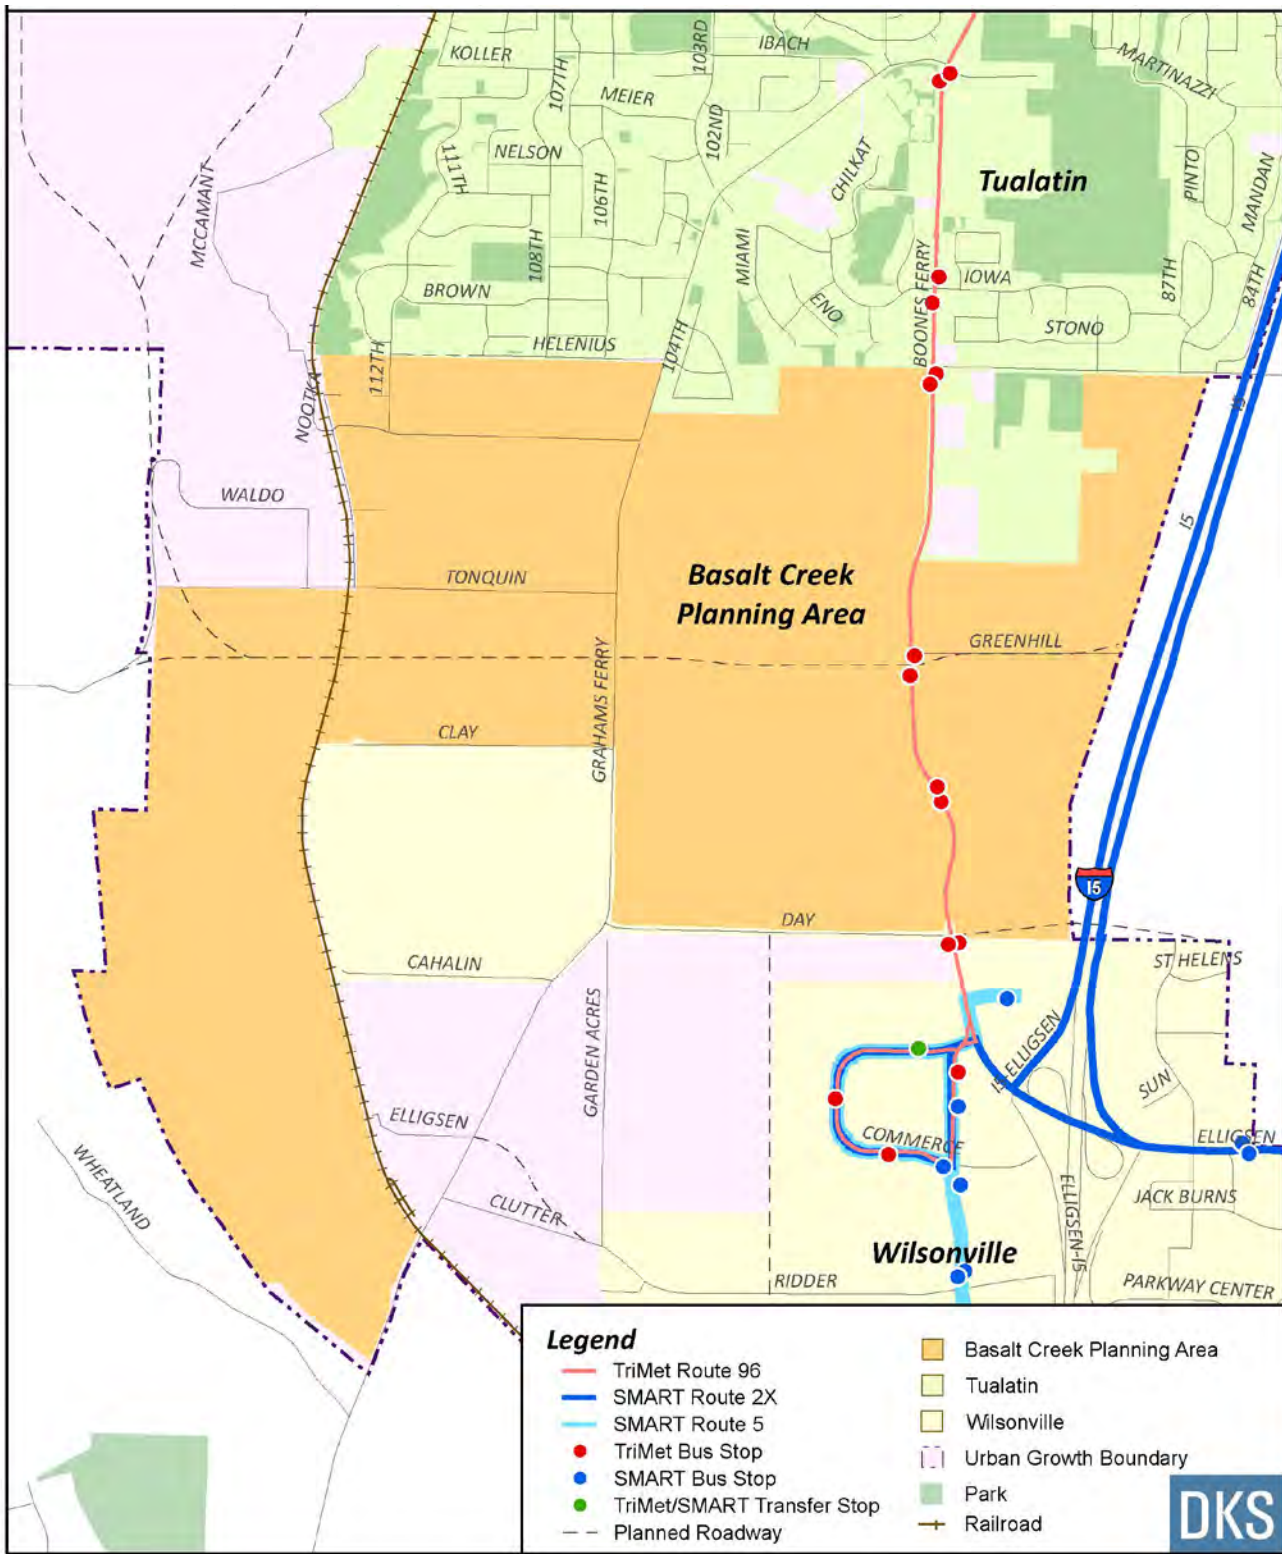 KOLLER
107TH
103RD
IBACH
MARTINAZZI
MEIER
102ND
111TH
NELSON
106TH
CHILKAT
Tualatin
PINTO
MANDAN
MCCAMANT
108TH
MIAMI
BOONES FERRY
IOWA
87TH
84TH
BROWN
ENO
STONO
HELENIUS
104TH
112TH
NOOTKA
I5
WALDO
I5
TONQUIN
Basalt Creek
Planning Area
GREENHILL
GRAHAMS FERRY
CLAY
I5
DAY
CAHALIN
ST HELENS
GARDEN ACRES
I5-ELLIGSEN
SUN
ELLIGSEN
COMMERCE
ELLIGSEN
WHEATLAND
CLUTTER
ELLIGSEN-I5
JACK BURNS
Wilsonville
RIDDER
PARKWAY CENTER
Legend
TriMet Route 96
SMART Route 2X
SMART Route 5
TriMet Bus Stop
SMART Bus Stop
TriMet/SMART Transfer Stop
Planned Roadway
Basalt Creek Planning Area
Tualatin
Wilsonville
Urban Growth Boundary
Park
Railroad
DKS